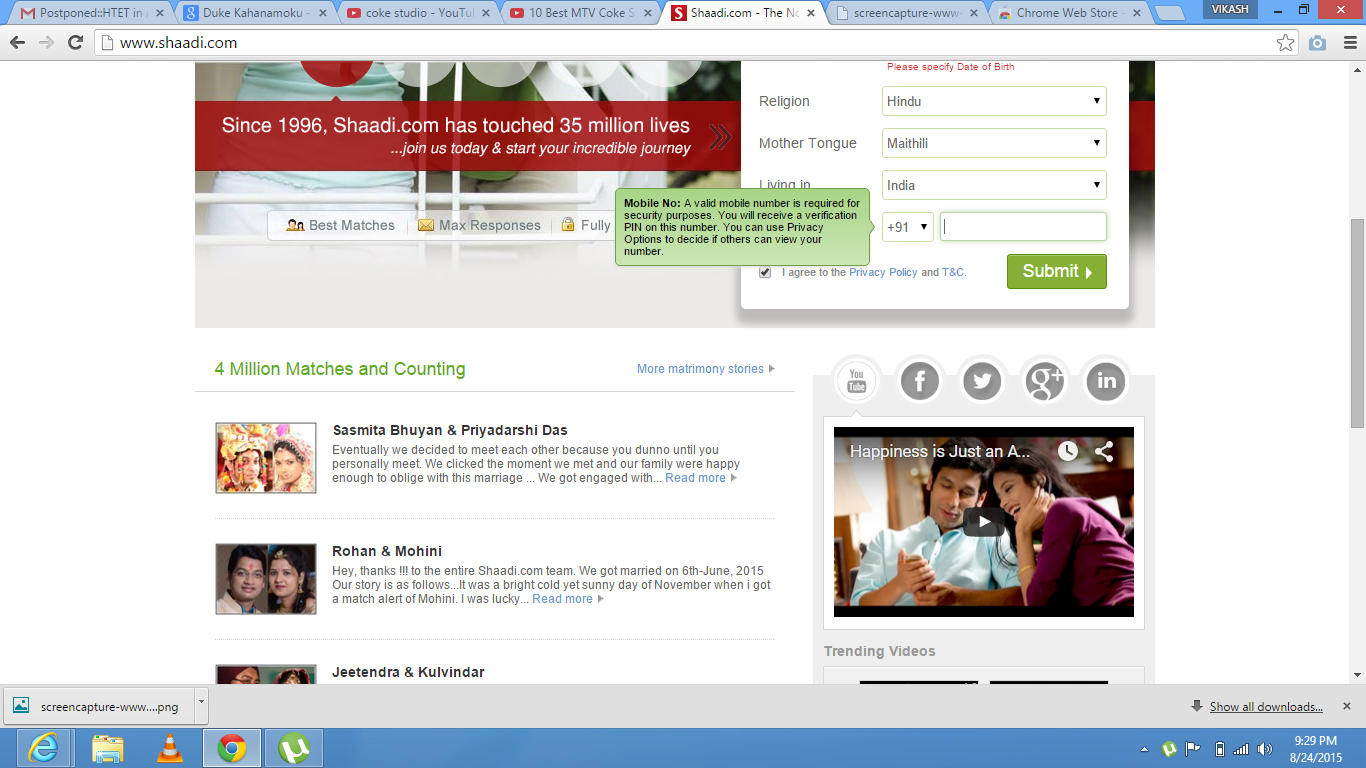 Postponed::HTET in
Duke Kahanamoku -
coke studio - YouTu
10 Best MTV Coke S
Shaadi.com - The No
screencapture-www-
Chrome Web Store -
VIKASH
www.shaadi.com
Please specify Date of Birth
Religion
Hindu
Since 1996, Shaadi.com has touched 35 million lives
...join us today & start your incredible journey
Mother Tongue
Maithili
Living in
India
Mobile No: A valid mobile number is required for
security purposes. You will receive a verification
PIN on this number. You can use Privacy
Options to decide if others can view your
number.
+91
Best Matches
Max Responses
Fully
I agree to the Privacy Policy and T&C.
Submit
4 Million Matches and Counting
More matrimony stories
You
Tube
f
g+
in
Sasmita Bhuyan & Priyadarshi Das
Eventually we decided to meet each other because you dunno until you
personally meet. We clicked the moment we met and our family were happy
enough to oblige with this marriage ... We got engaged with... Read more
Happiness is Just an A...
Rohan & Mohini
Hey, thanks !!! to the entire Shaadi.com team. We got married on 6th-June, 2015
Our story is as follows...It was a bright cold yet sunny day of November when i got
a match alert of Mohini. I was lucky... Read more
Trending Videos
Jeetendra & Kulvindar
screencapture-www....png
Show all downloads...
9:29 PM
8/24/2015